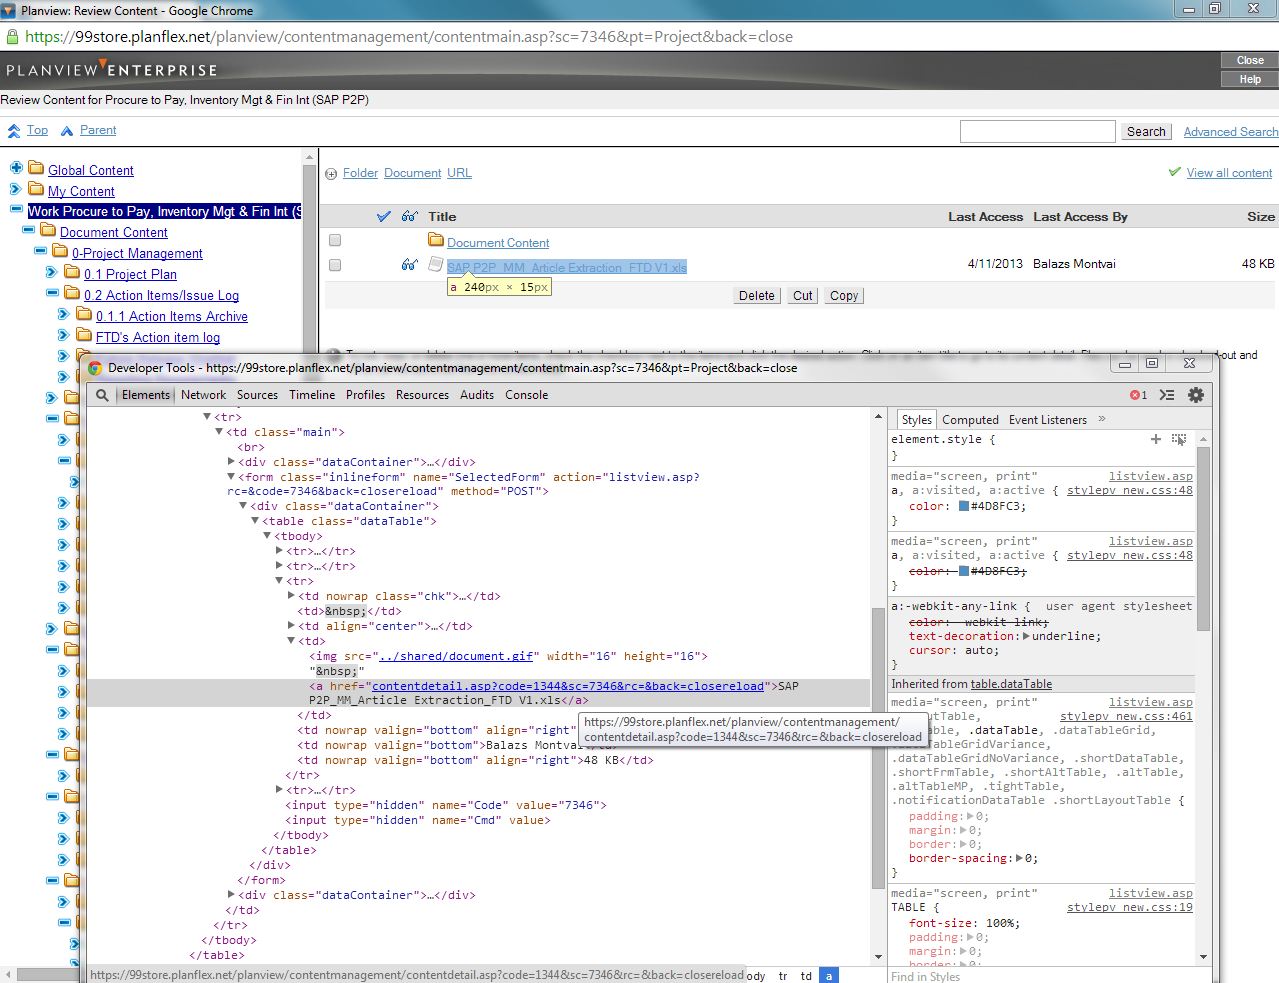 Planview: Review Content - Google Chrome
https://99store.planflex.net/planview/contentmanagement/contentmain.asp?sc=7346&pt=Project&back=close
PLANVIEW ENTERPRISE
Close
Help
Review Content for Procure to Pay, Inventory Mgt & Fin Int (SAP P2P)
Top Parent
Search Advanced Search
Global Content
My Content
Work Procure to Pay, Inventory Mgt & Fin Int (S
Document Content
0-Project Management
0.1 Project Plan
0.2 Action Items/Issue Log
0.1.1 Action Items Archive
FTD's Action item log
Folder Document URL
View all content
Title Last Access Last Access By Size
Document Content
SAP P2P_MM_Article Extraction_FTD V1.xls 4/11/2013 Balazs Montvai 48 KB
a 240px × 15px
Delete Cut Copy
Developer Tools - https://99store.planflex.net/planview/contentmanagement/contentmain.asp?sc=7346&pt=Project&back=close
Elements Network Sources Timeline Profiles Resources Audits Console
1
<tr>
<td class="main">
<br>
<div class="dataContainer">…</div>
<form class="inlineform" name="SelectedForm" action="listview.asp?
rc=&code=7346&back=closereload" method="POST">
<div class="dataContainer">
<table class="dataTable">
<tbody>
<tr>…</tr>
<tr>…</tr>
<tr>
<td nowrap class="chk">…</td>
<td>&nbsp;</td>
<td align="center">…</td>
<td>
<img src="../shared/document.gif" width="16" height="16">
"&nbsp;"
<a href="contentdetail.asp?code=1344&sc=7346&rc=&back=closereload">SAP
P2P_MM_Article Extraction_FTD V1.xls</a>
</td>
<td nowrap valign="bottom" align="right"
<td nowrap valign="bottom">Balazs Montvai</td>
<td nowrap valign="bottom" align="right">48 KB</td>
</tr>
<tr>…</tr>
<input type="hidden" name="Code" value="7346">
<input type="hidden" name="Cmd" value>
</tbody>
</table>
</div>
</form>
<div class="dataContainer">…</div>
</td>
</tr>
</tbody>
</table>
https://99store.planflex.net/planview/contentmanagement/
contentdetail.asp?code=1344&sc=7346&rc=&back=closereload
https://99store.planflex.net/planview/contentmanagement/contentdetail.asp?code=1344&sc=7346&rc=&back=closereload ody tr td a
Styles Computed Event Listeners »
element.style {
}
media="screen, print" listview.asp
a, a:visited, a:active { stylepv_new.css:48
color: #4D8FC3;
}
media="screen, print" listview.asp
a, a:visited, a:active { stylepv_new.css:48
color: #4D8FC3;
}
a:-webkit-any-link { user agent stylesheet
color: -webkit-link;
text-decoration: underline;
cursor: auto;
}
Inherited from table.dataTable
media="screen, print" listview.asp
stylepv_new.css:461
.dataTable, .dataTableGrid,
.dataTableGridNoVariance, .shortDataTable,
.shortFrmTable, .shortAltTable, .altTable,
.altTableMP, .tightTable,
.notificationDataTable .shortLayoutTable {
padding: 0;
margin: 0;
border: 0;
border-spacing: 0;
}
media="screen, print" listview.asp
TABLE { stylepv_new.css:19
font-size: 100%;
padding: 0;
margin: 0;
border: 0;
Find in Styles